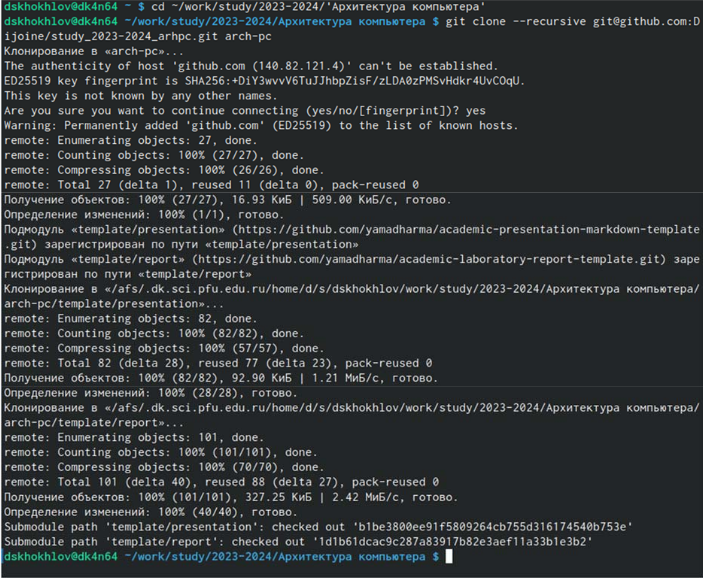 dskhokhlov@dk4n64 ~ $ cd ~/work/study/2023-2024/'Архитектура компьютера'
dskhokhlov@dk4n64 ~/work/study/2023-2024/Архитектура компьютера $ git clone --recursive git@github.com:D
ijoine/study_2023-2024_arhpc.git arch-pc
Клонирование в «arch-pc»...
The authenticity of host 'github.com (140.82.121.4)' can't be established.
ED25519 key fingerprint is SHA256:+DiY3wvvV6TuJJhbpZisF/zLDA0zPMSvHdkr4UvCOqU.
This key is not known by any other names.
Are you sure you want to continue connecting (yes/no/[fingerprint])? yes
Warning: Permanently added 'github.com' (ED25519) to the list of known hosts.
remote: Enumerating objects: 27, done.
remote: Counting objects: 100% (27/27), done.
remote: Compressing objects: 100% (26/26), done.
remote: Total 27 (delta 1), reused 11 (delta 0), pack-reused 0
Получение объектов: 100% (27/27), 16.93 КиБ | 509.00 КиБ/с, готово.
Определение изменений: 100% (1/1), готово.
Подмодуль «template/presentation» (https://github.com/yamadharma/academic-presentation-markdown-template
.git) зарегистрирован по пути «template/presentation»
Подмодуль «template/report» (https://github.com/yamadharma/academic-laboratory-report-template.git) заре
гистрирован по пути «template/report»
Клонирование в «/afs/.dk.sci.pfu.edu.ru/home/d/s/dskhokhlov/work/study/2023-2024/Архитектура компьютера/
arch-pc/template/presentation»...
remote: Enumerating objects: 82, done.
remote: Counting objects: 100% (82/82), done.
remote: Compressing objects: 100% (57/57), done.
remote: Total 82 (delta 28), reused 77 (delta 23), pack-reused 0
Получение объектов: 100% (82/82), 92.90 КиБ | 1.21 МиБ/с, готово.
Определение изменений: 100% (28/28), готово.
Клонирование в «/afs/.dk.sci.pfu.edu.ru/home/d/s/dskhokhlov/work/study/2023-2024/Архитектура компьютера/
arch-pc/template/report»...
remote: Enumerating objects: 101, done.
remote: Counting objects: 100% (101/101), done.
remote: Compressing objects: 100% (70/70), done.
remote: Total 101 (delta 40), reused 88 (delta 27), pack-reused 0
Получение объектов: 100% (101/101), 327.25 КиБ | 2.42 МиБ/с, готово.
Определение изменений: 100% (40/40), готово.
Submodule path 'template/presentation': checked out 'b1be3800ee91f5809264cb755d316174540b753e'
Submodule path 'template/report': checked out '1d1b61dcac9c287a83917b82e3aef11a33b1e3b2'
dskhokhlov@dk4n64 ~/work/study/2023-2024/Архитектура компьютера $